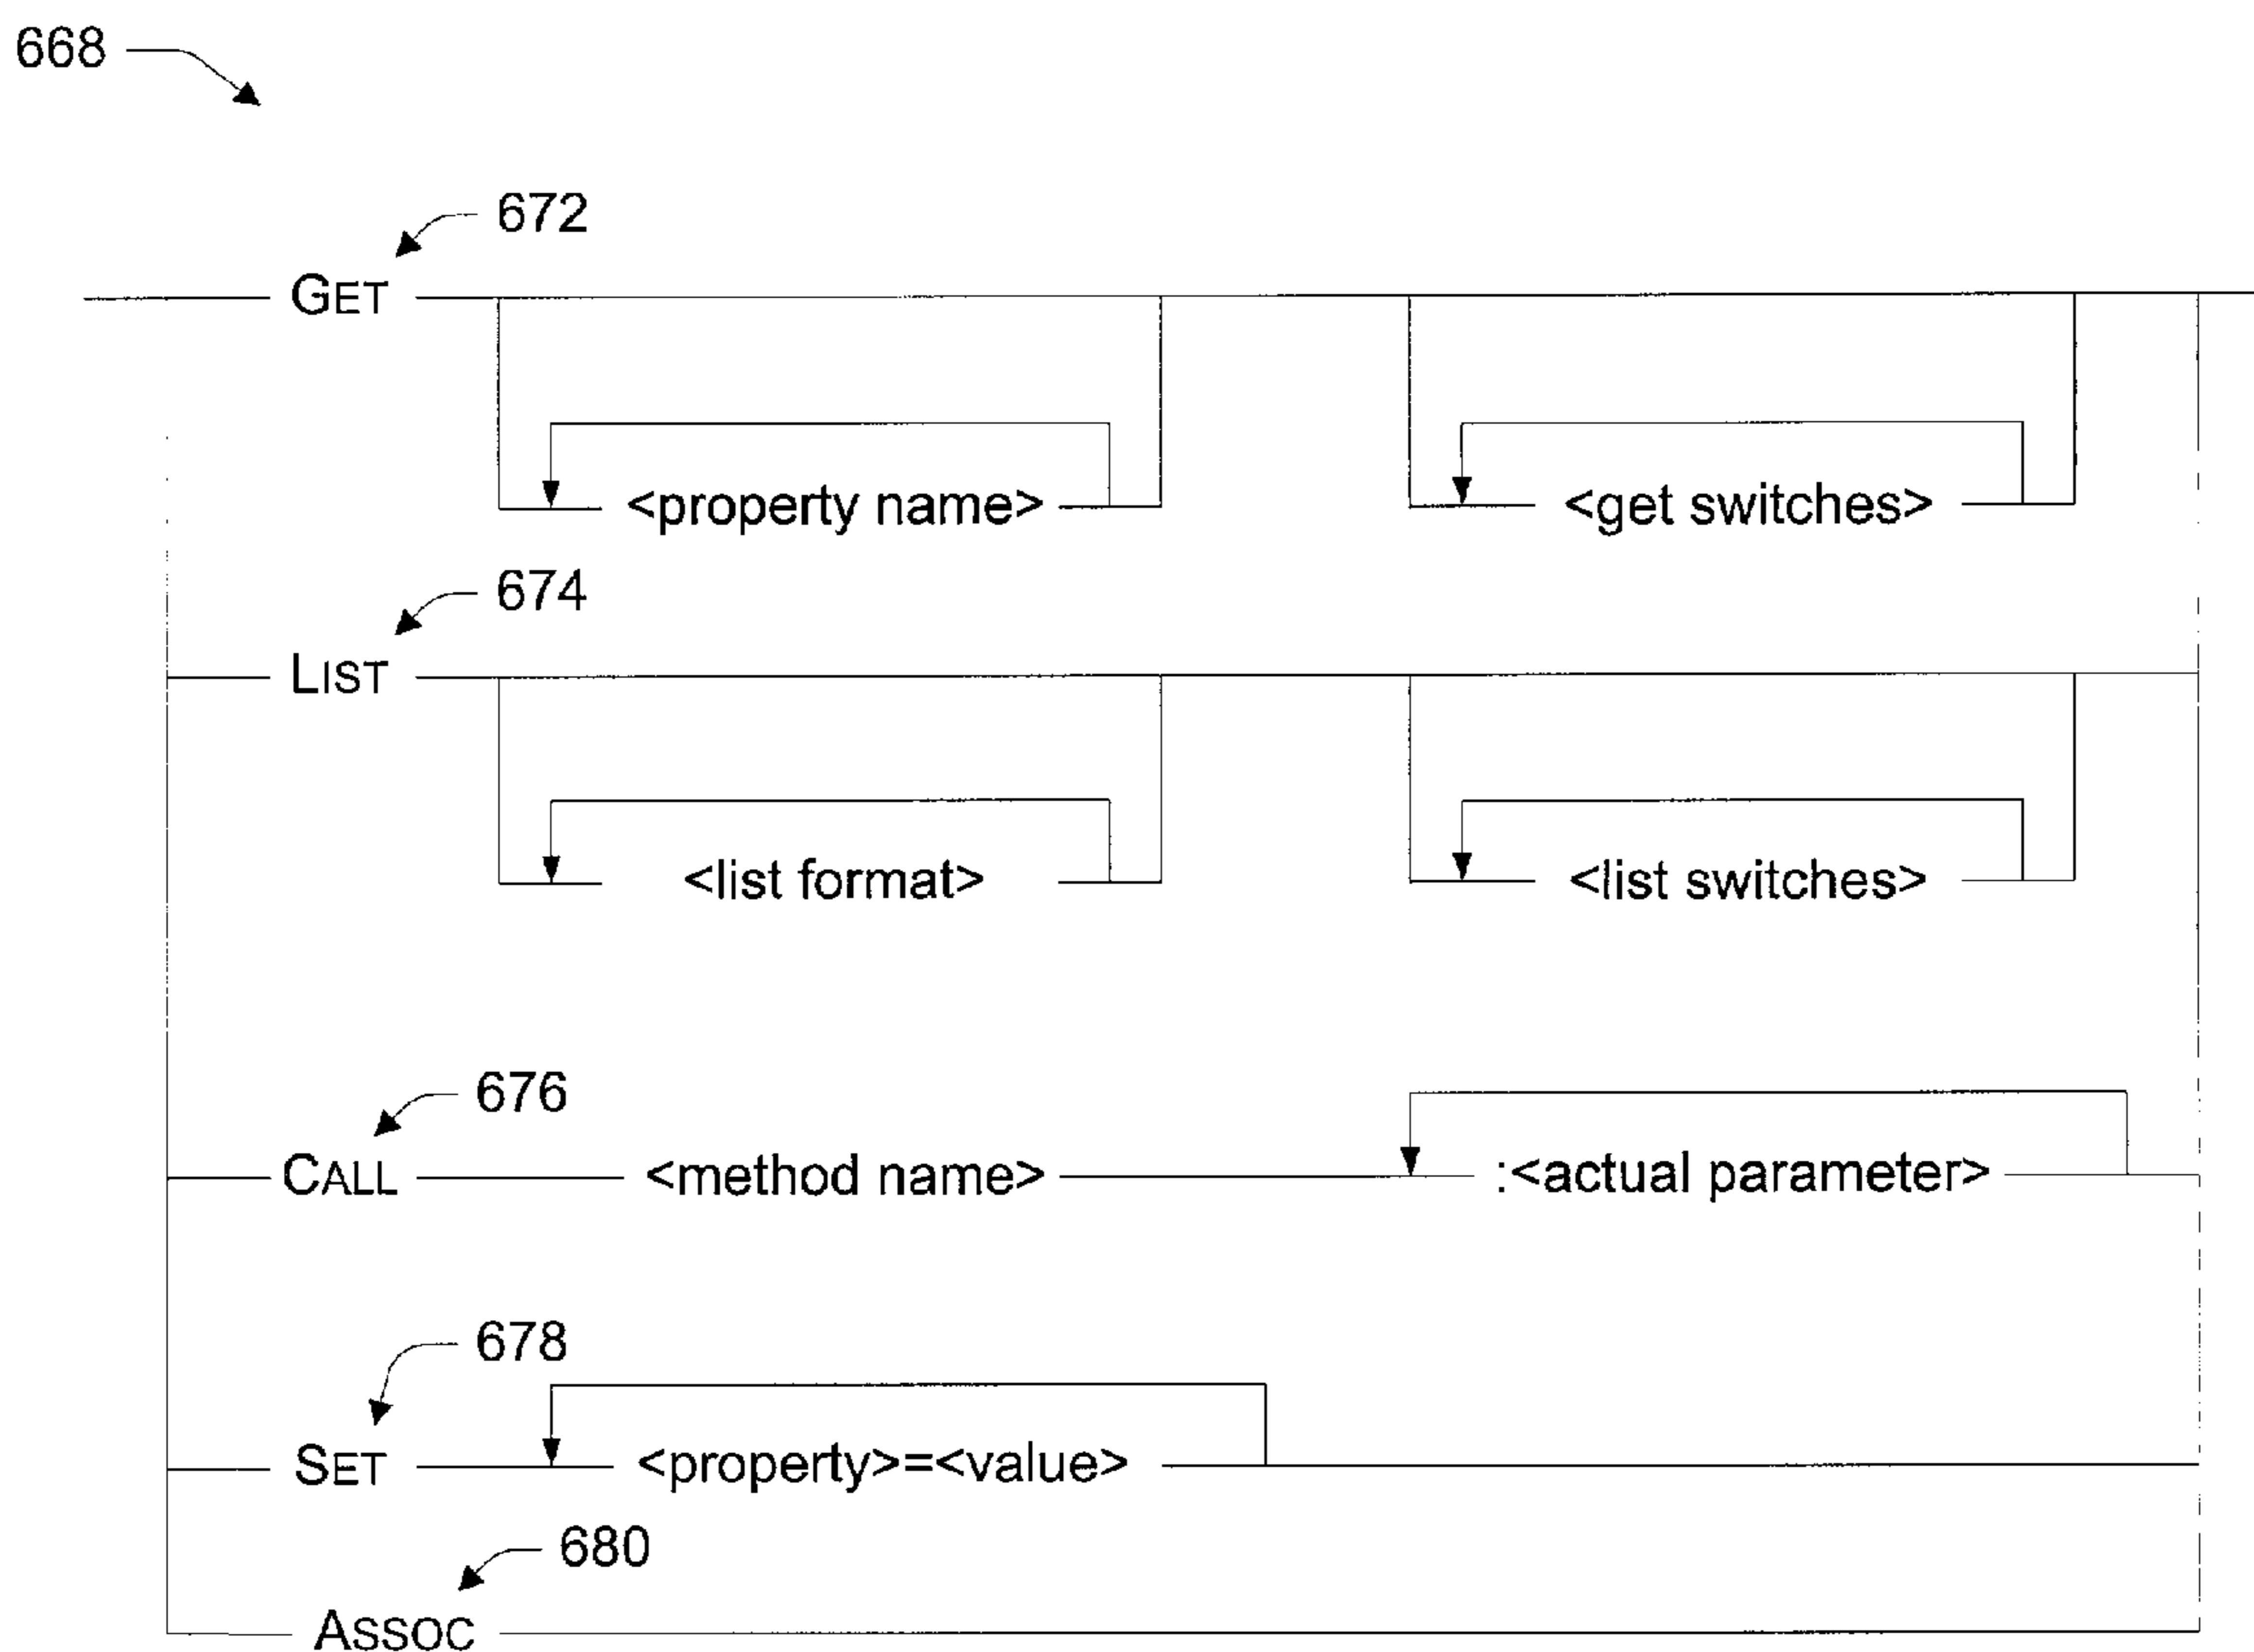 668
672
GET
<property name> <get switches>
674
LIST
<list format> <list switches>
676
CALL <method name> :<actual parameter>
678
SET <property>=<value>
680
ASSOC